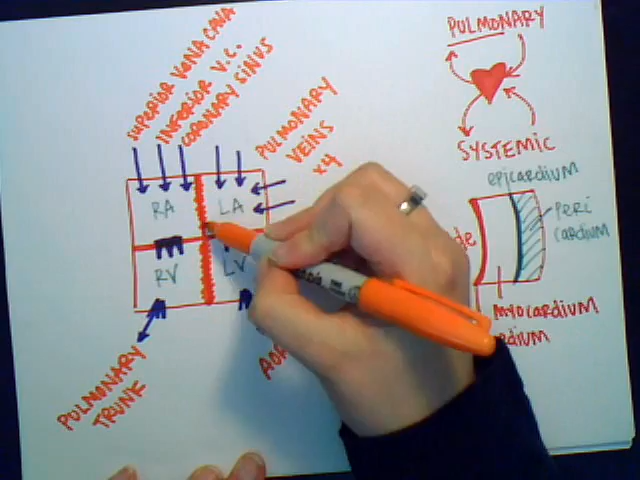 SUPERIOR VENA CAVA
INFERIOR V.C.
CORONARY SINUS
PULMONARY
VEINS
x4
RA
LA
RV
LV
PULMONARY
TRUNK
PULMONARY
SYSTEMIC
epicardium
PERI
CARDIUM
MYOCARDIUM